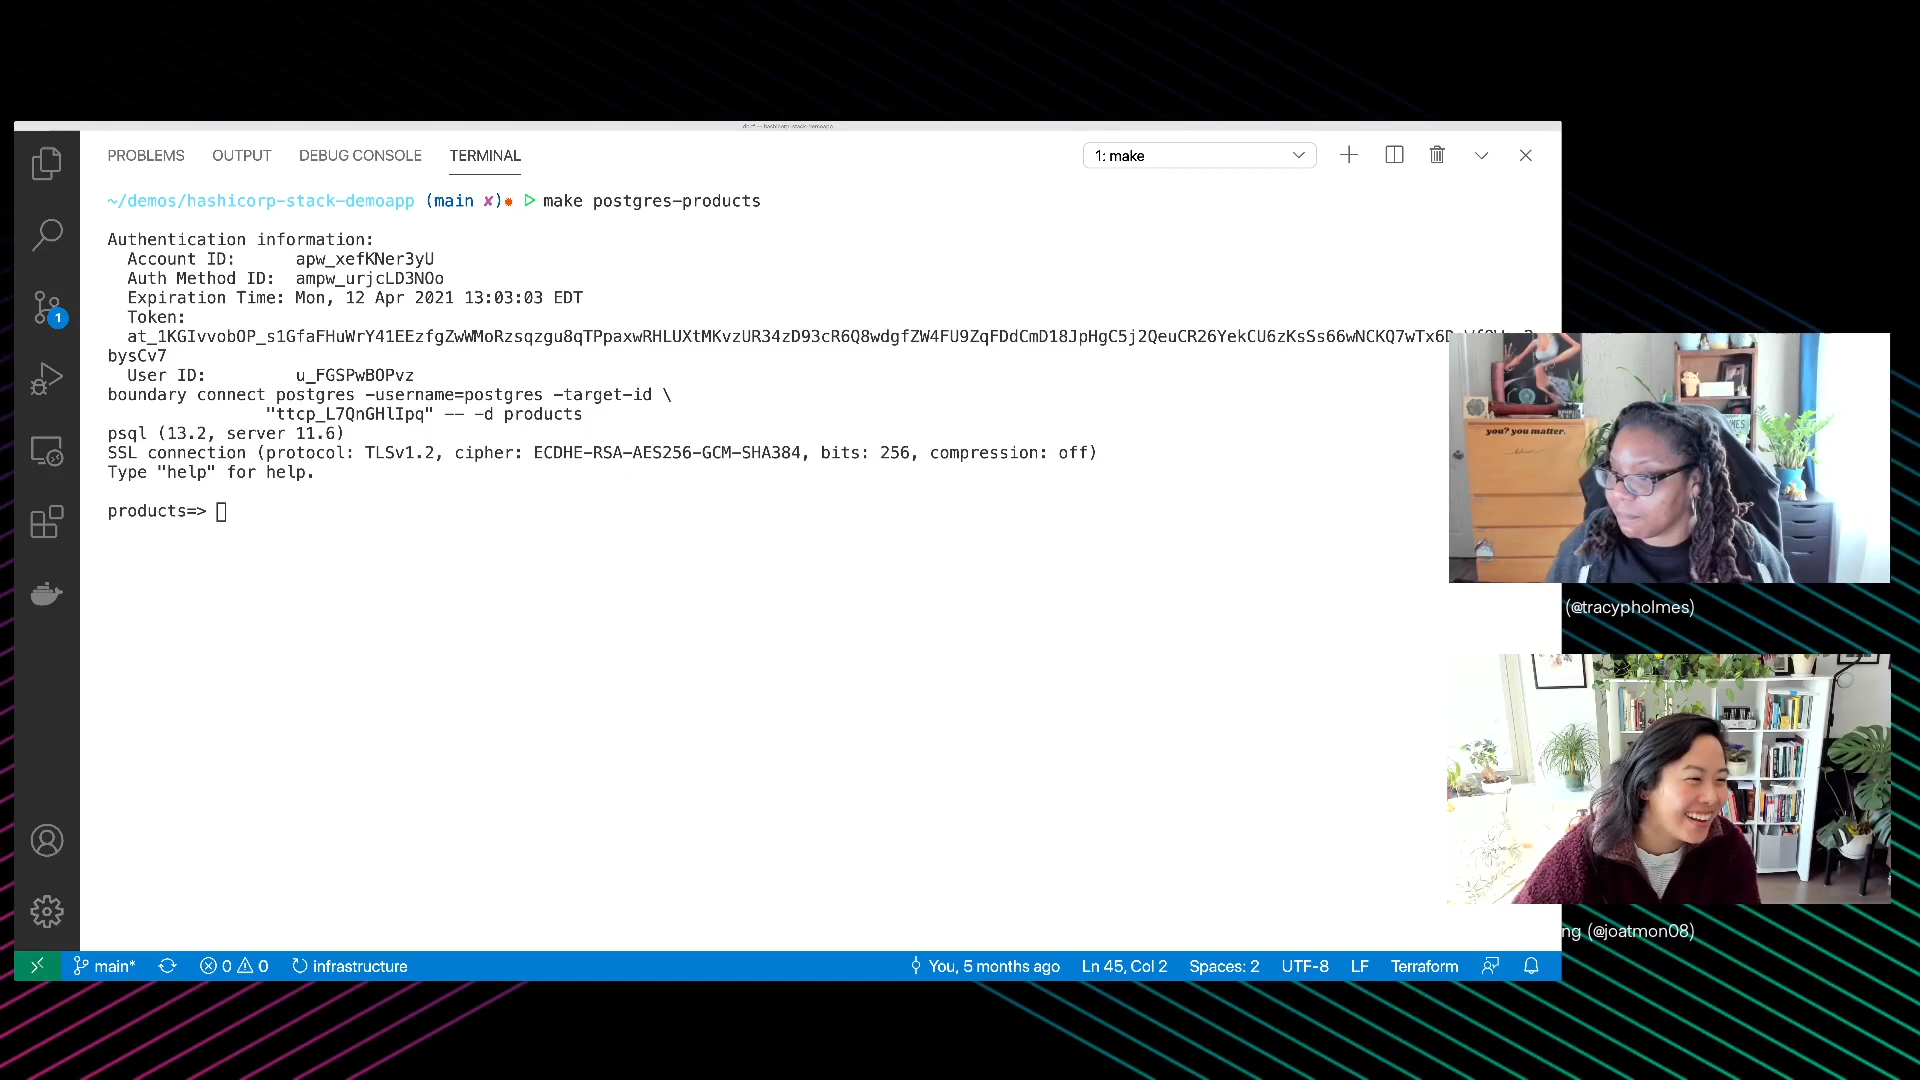 PROBLEMS OUTPUT DEBUG CONSOLE TERMINAL 1: make
~/demos/hashicorp-stack-demoapp (main ✘)● ▷ make postgres-products
Authentication information:
Account ID: apw_xefKNer3yU
Auth Method ID: ampw_urjcLD3NOo
Expiration Time: Mon, 12 Apr 2021 13:03:03 EDT
Token:
bysCv7
User ID: u_FGSPwBOPvz
boundary connect postgres -username=postgres -target-id \
"ttcp_L7QnGHlIpq" -- -d products
psql (13.2, server 11.6)
SSL connection (protocol: TLSv1.2, cipher: ECDHE-RSA-AES256-GCM-SHA384, bits: 256, compression: off)
Type "help" for help.
products=>
1
you? you matter.
(@tracypholmes)
ng (@joatmon08)
main* 0 0 infrastructure You, 5 months ago Ln 45, Col 2 Spaces: 2 UTF-8 LF Terraform